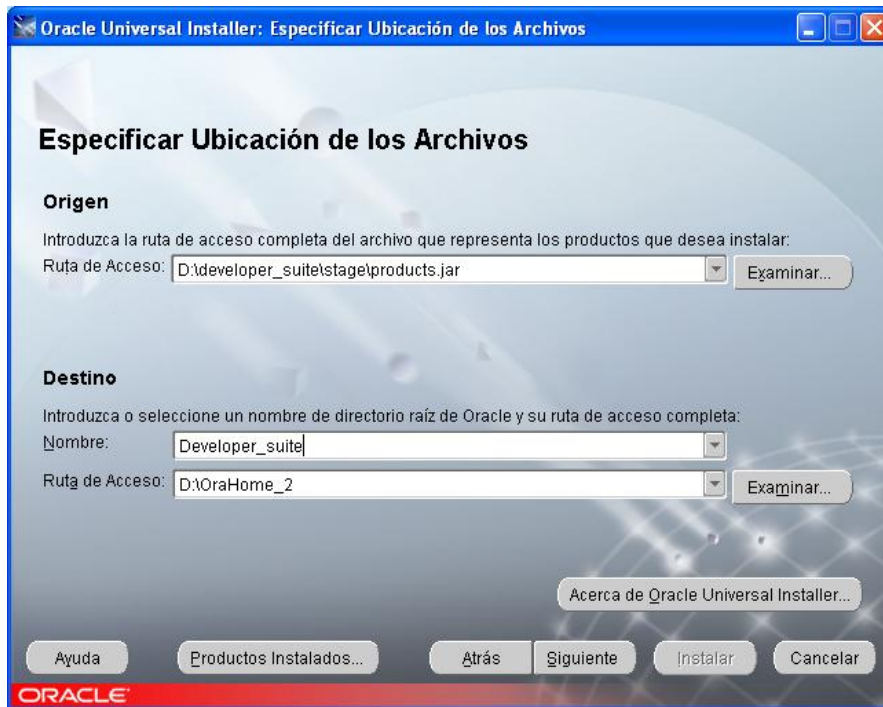 Oracle Universal Installer: Especificar Ubicación de los Archivos
Especificar Ubicación de los Archivos
Origen
Introduzca la ruta de acceso completa del archivo que representa los productos que desea instalar:
Ruta de Acceso: D:\developer_suite\stage\products.jar Examinar...
Destino
Introduzca o seleccione un nombre de directorio raíz de Oracle y su ruta de acceso completa:
Nombre: Developer_suite
Ruta de Acceso: D:\OraHome_2 Examinar...
Acerca de Oracle Universal Installer...
Ayuda Productos Instalados... Atrás Siguiente Instalar Cancelar
ORACLE